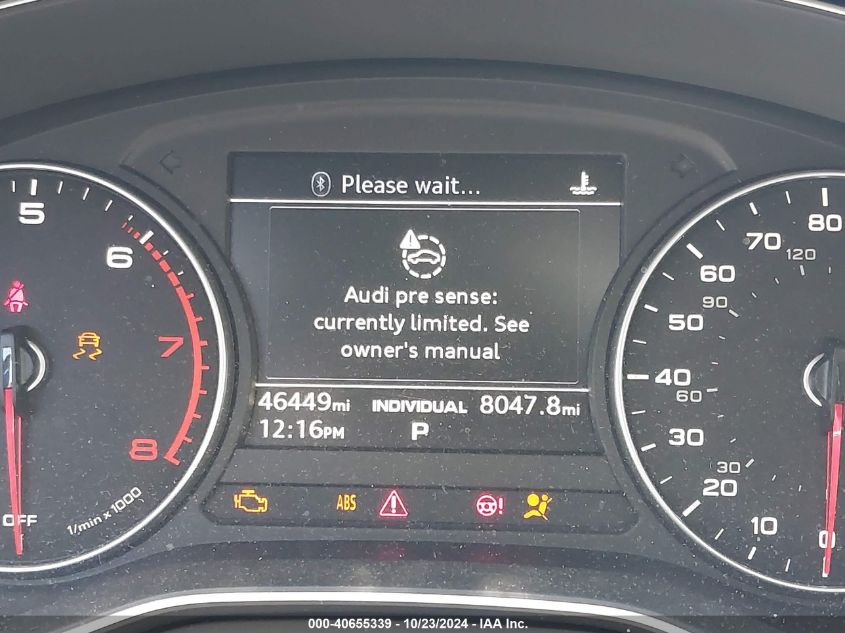 Please wait...
Audi pre sense:
currently limited. See
owner's manual
46449mi INDIVIDUAL 8047.8mi
12:16PM P
5
6
7
8
OFF
1/min x 1000
80
120
70
60
90
50
40
60
30
30
20
10
0
ABS
000-40655339 - 10/23/2024 - IAA Inc.